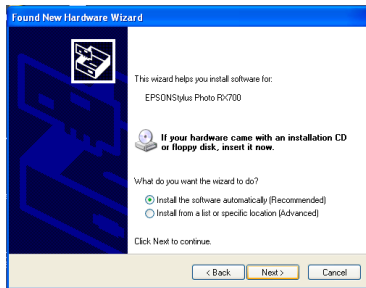 Found New Hardware Wizard
This wizard helps you install software for:
EPSONStylus Photo RX700
If your hardware came with an installation CD
or floppy disk, insert it now.
What do you want the wizard to do?
Install the software automatically (Recommended)
Install from a list or specific location (Advanced)
Click Next to continue.
< Back Next > Cancel